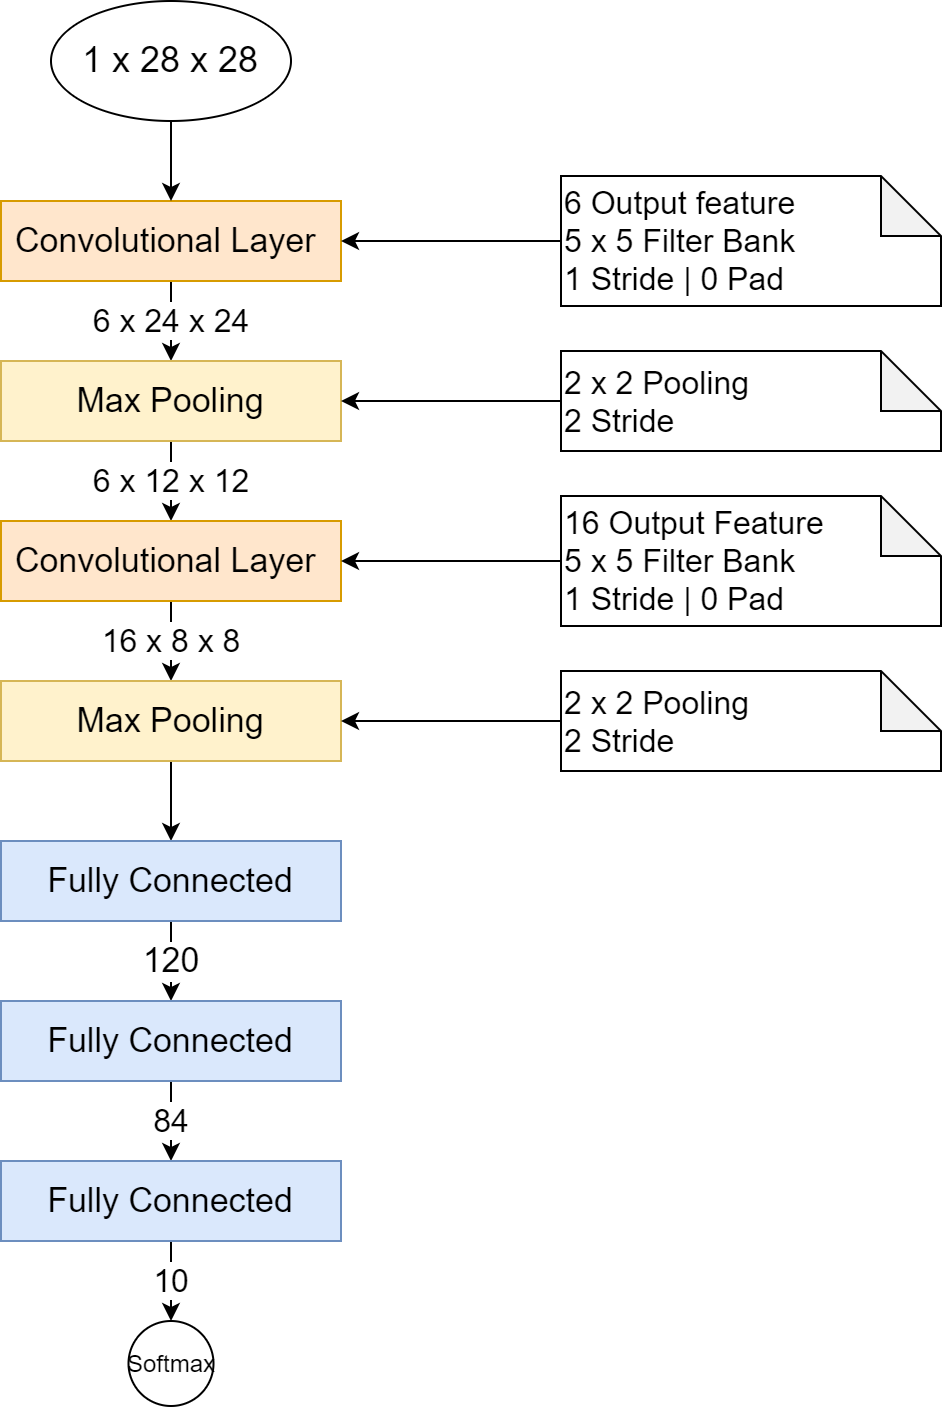 1 x 28 x 28
Convolutional Layer
6 Output feature
5 x 5 Filter Bank
1 Stride | 0 Pad
6 x 24 x 24
Max Pooling
2 x 2 Pooling
2 Stride
6 x 12 x 12
Convolutional Layer
16 Output Feature
5 x 5 Filter Bank
1 Stride | 0 Pad
16 x 8 x 8
Max Pooling
2 x 2 Pooling
2 Stride
Fully Connected
120
Fully Connected
84
Fully Connected
10
Softmax